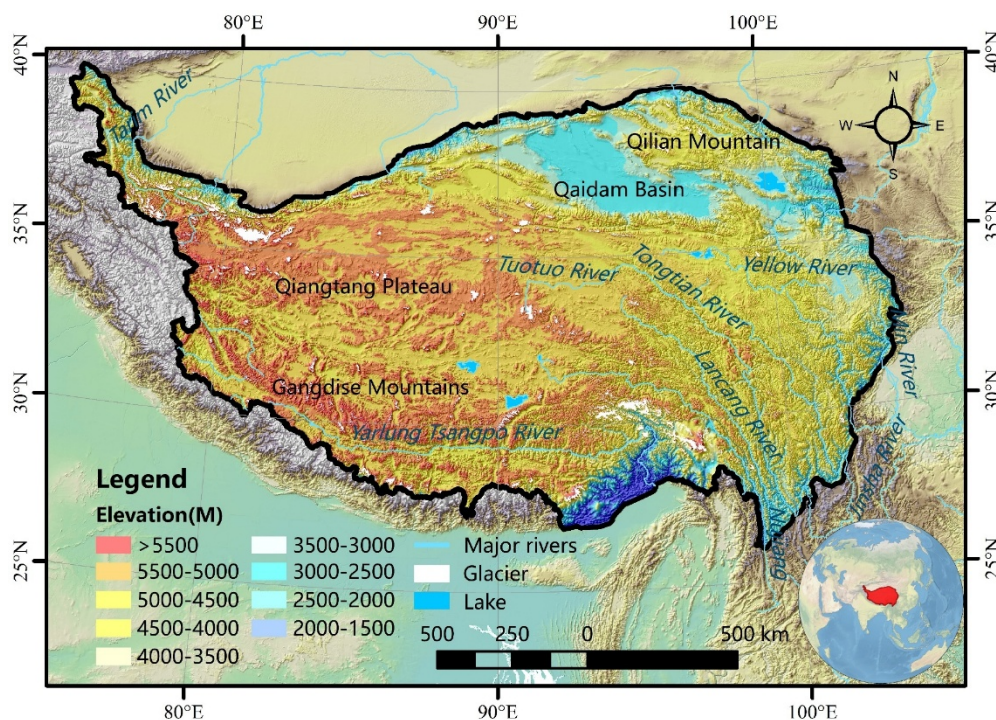 80°E
90°E
100°E
40°N
40°N
Tarim River
N
W
E
S
Qilian Mountain
Qaidam Basin
35°N
35°N
Tuotuo River
Tongtian River
Yellow River
Qiangtang Plateau
Min River
Lancang River
30°N
30°N
Gangdise Mountains
Yarlung Tsangpo River
Jinsha River
Legend
Elevation(M)
>5500
5500-5000
5000-4500
4500-4000
4000-3500
3500-3000
3000-2500
2500-2000
2000-1500
Major rivers
Glacier
Lake
25°N
25°N
500
250
0
500 km
80°E
90°E
100°E